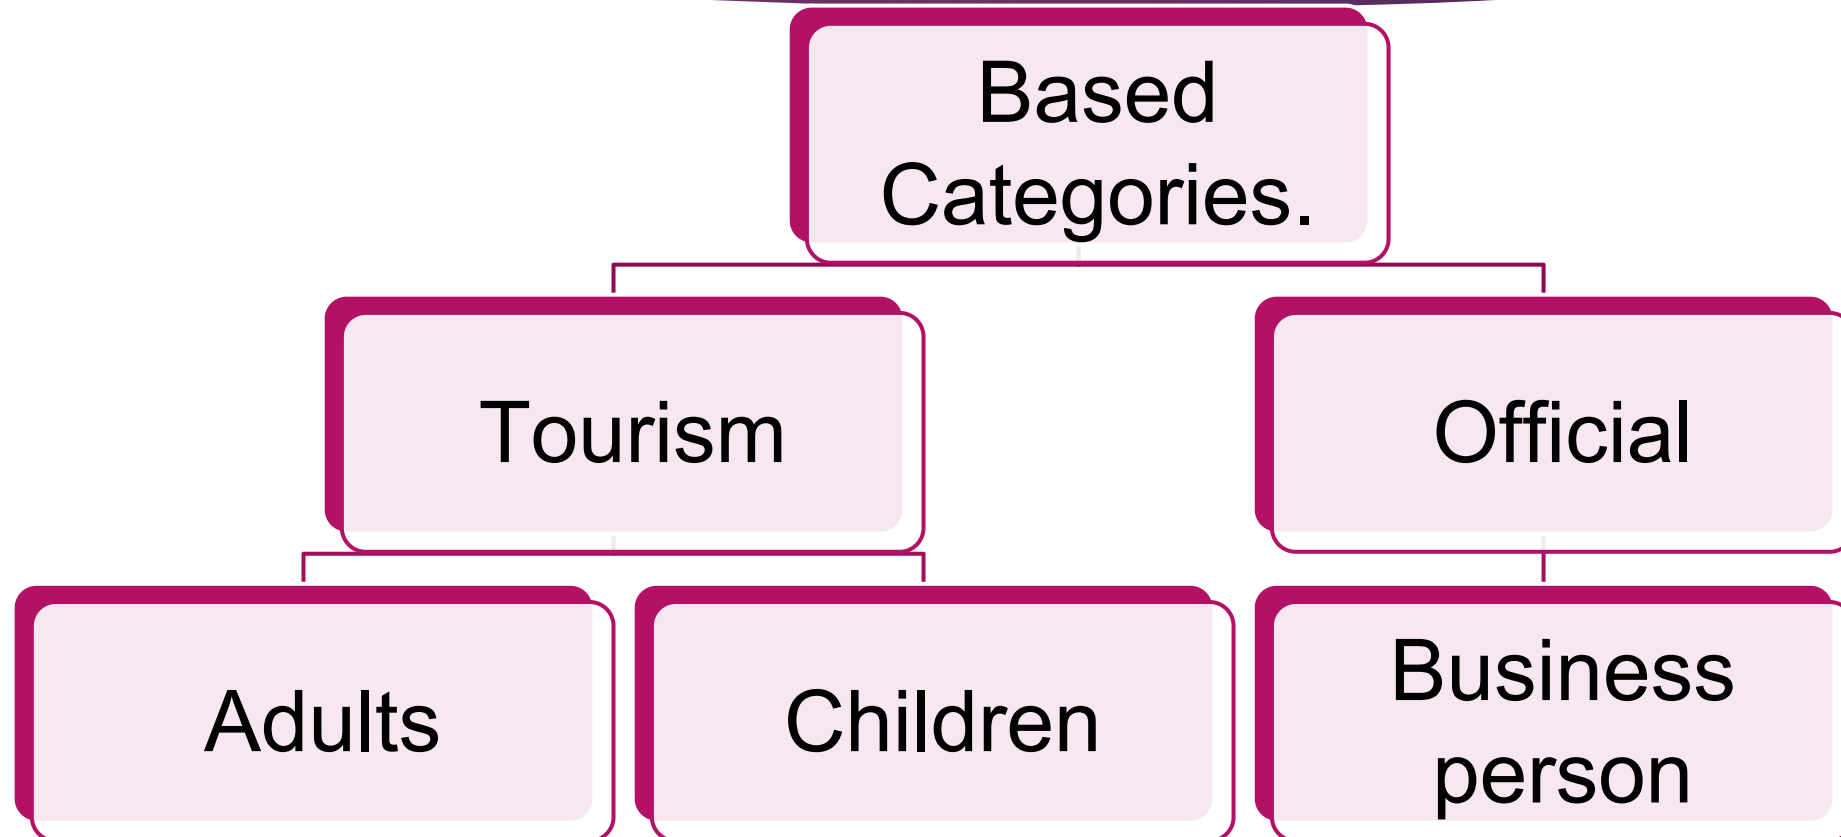 Based
Categories.
Tourism
Official
Adults
Children
Business
person